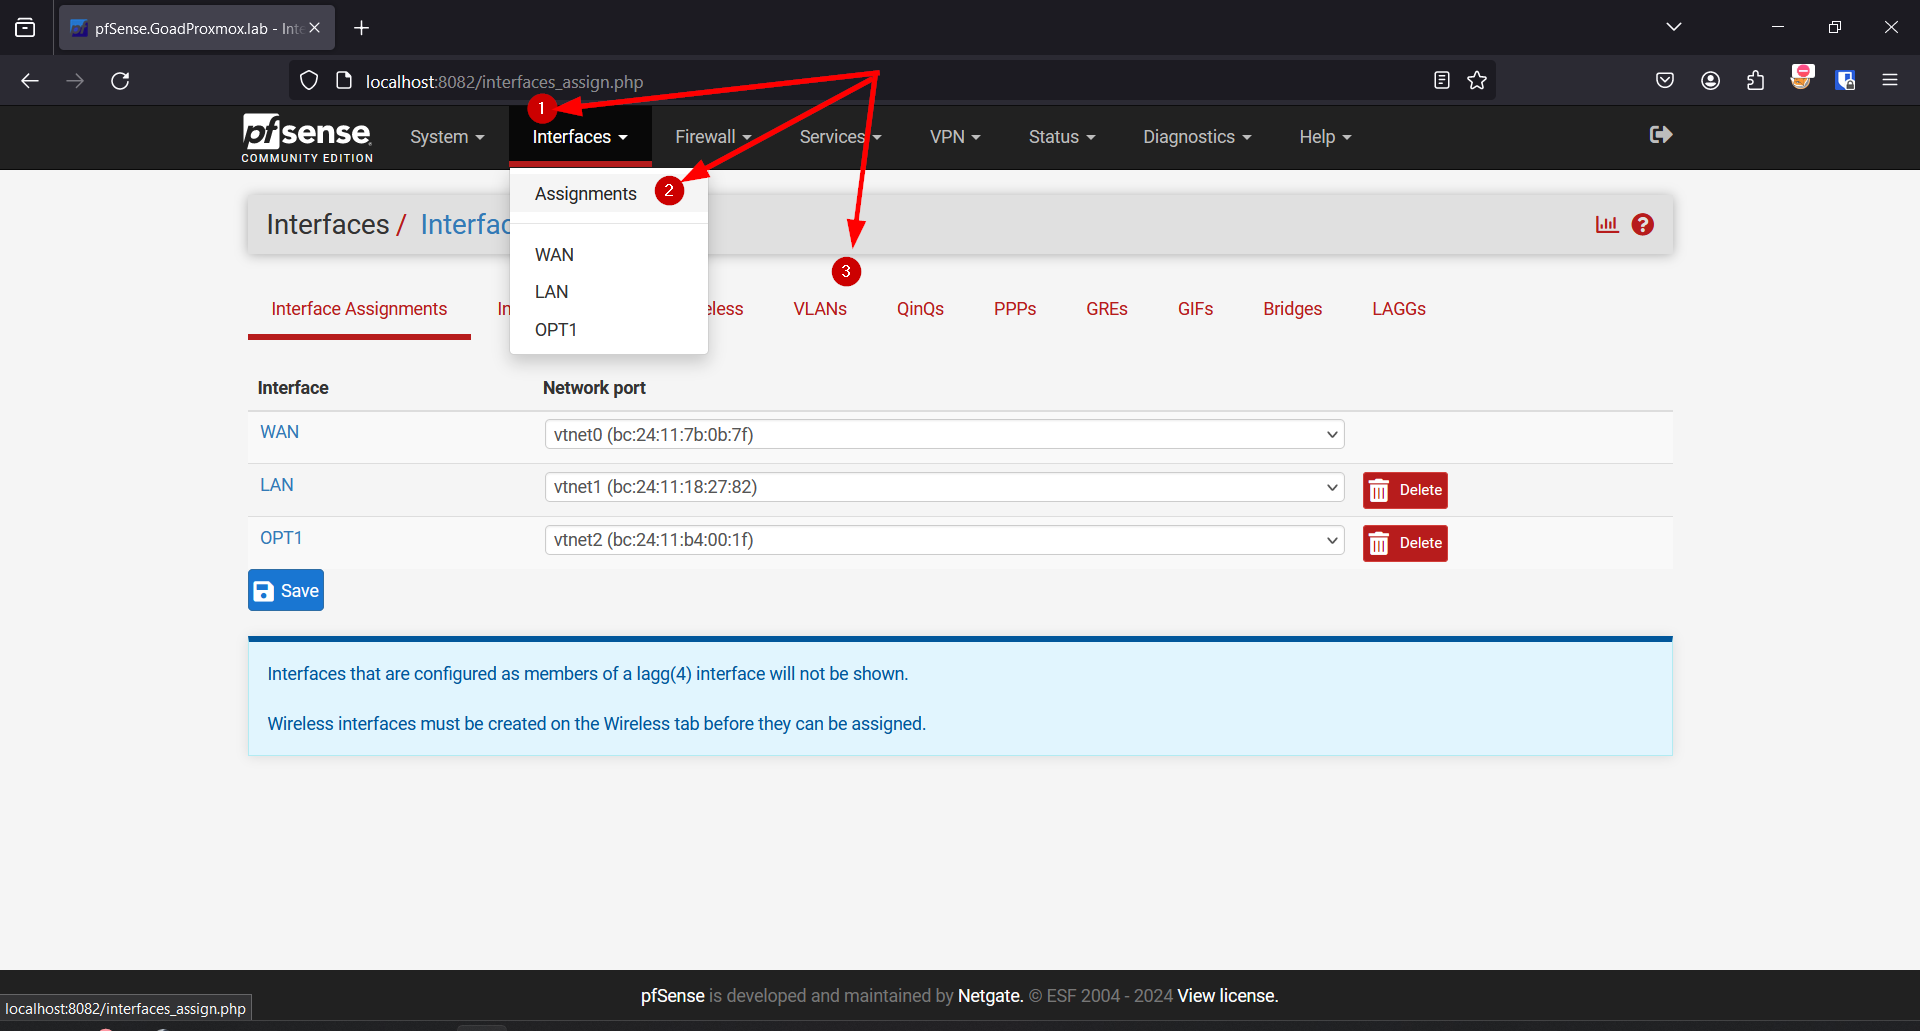 pfSense.GoadProxmox.lab - Inte
localhost:8082/interfaces_assign.php
1
pfsense
COMMUNITY EDITION
System
Interfaces
Firewall
Services
VPN
Status
Diagnostics
Help
Assignments
2
WAN
LAN
OPT1
Interfaces / Interfac
3
Interface Assignments
In
eless
VLANs
QinQs
PPPs
GREs
GIFs
Bridges
LAGGs
Interface
Network port
WAN
vtnet0 (bc:24:11:7b:0b:7f)
LAN
vtnet1 (bc:24:11:18:27:82)
Delete
OPT1
vtnet2 (bc:24:11:b4:00:1f)
Delete
Save
Interfaces that are configured as members of a lagg(4) interface will not be shown.
Wireless interfaces must be created on the Wireless tab before they can be assigned.
pfSense is developed and maintained by Netgate. © ESF 2004 - 2024 View license.
localhost:8082/interfaces_assign.php